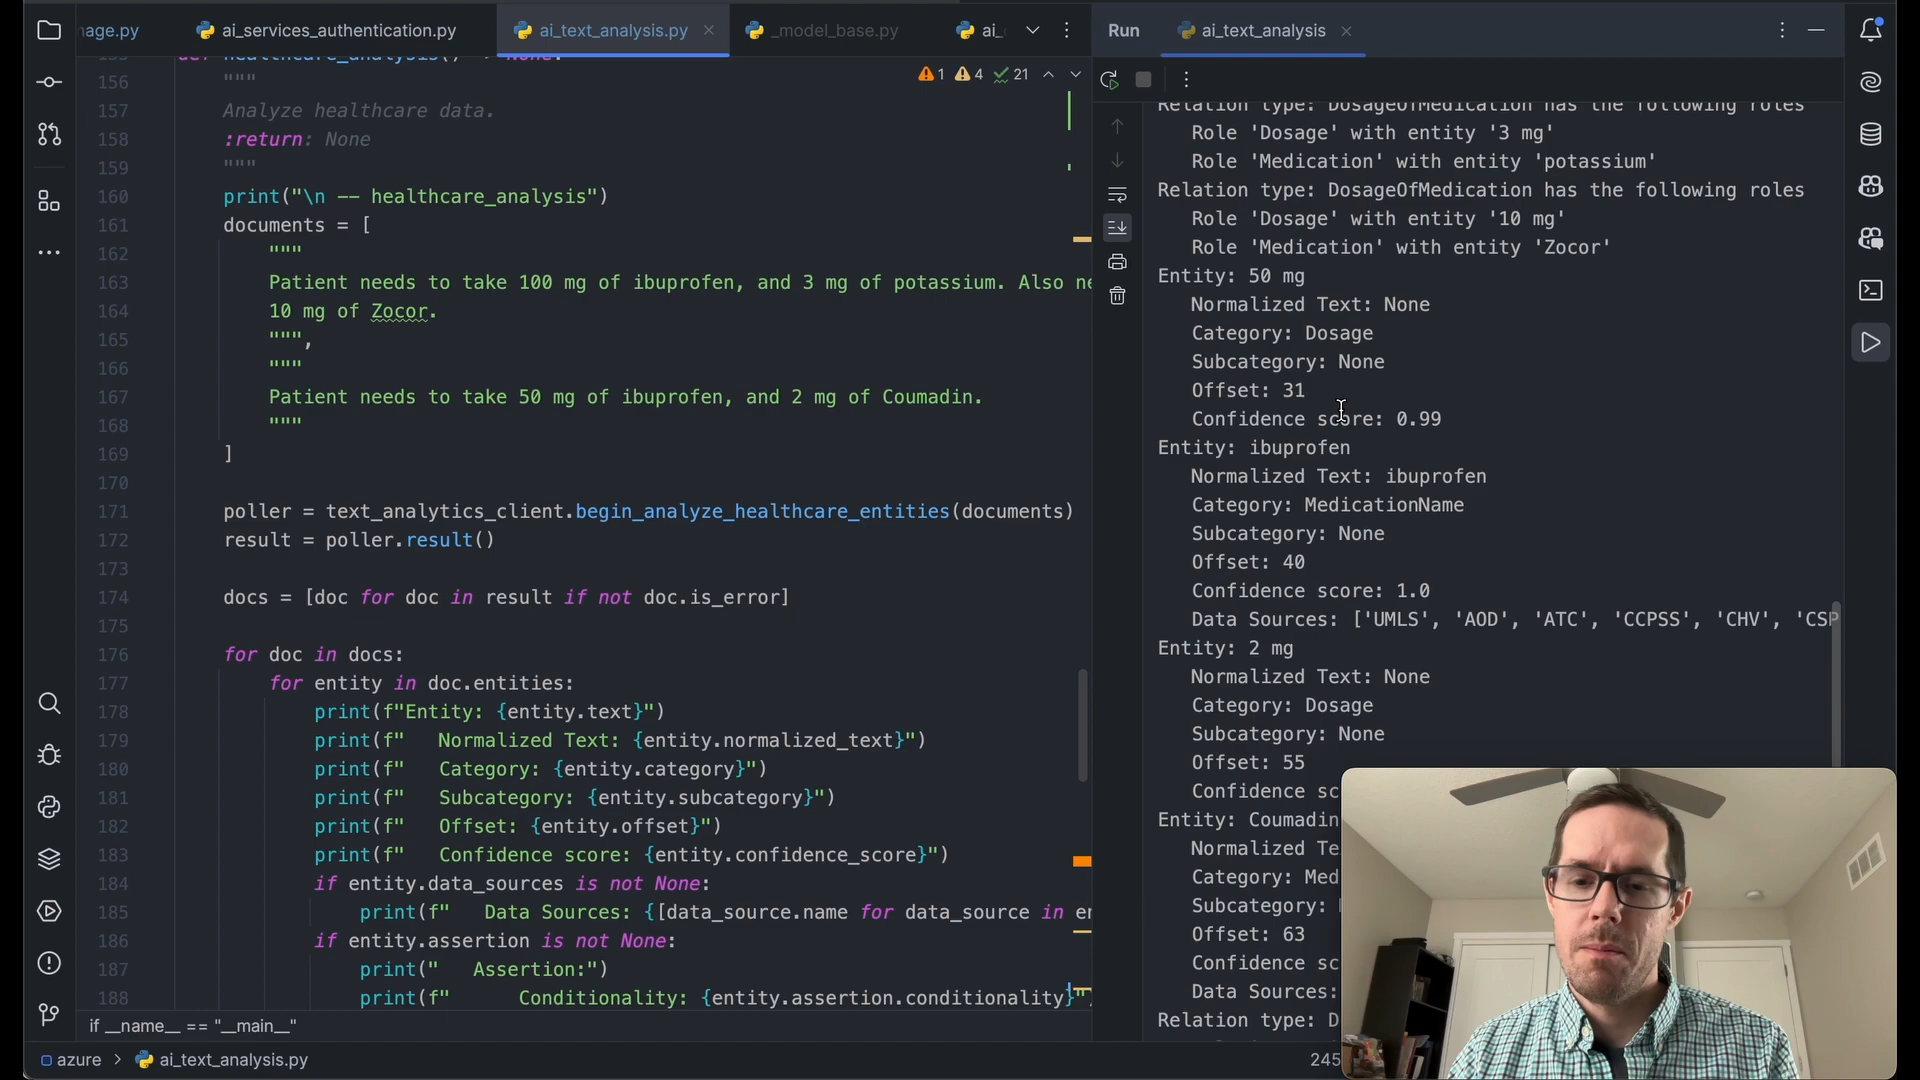 nage.py
ai_services_authentication.py
ai_text_analysis.py
_model_base.py
ai_
Run
ai_text_analysis
1 4 21
156 """
157 Analyze healthcare data.
158 :return: None
159 """
160 print("\n -- healthcare_analysis")
161 documents = [
162 """
163 Patient needs to take 100 mg of ibuprofen, and 3 mg of potassium. Also ne
164 10 mg of Zocor.
165 """,
166 """
167 Patient needs to take 50 mg of ibuprofen, and 2 mg of Coumadin.
168 """
169 ]
170
171 poller = text_analytics_client.begin_analyze_healthcare_entities(documents)
172 result = poller.result()
173
174 docs = [doc for doc in result if not doc.is_error]
175
176 for doc in docs:
177 for entity in doc.entities:
178 print(f"Entity: {entity.text}")
179 print(f"   Normalized Text: {entity.normalized_text}")
180 print(f"   Category: {entity.category}")
181 print(f"   Subcategory: {entity.subcategory}")
182 print(f"   Offset: {entity.offset}")
183 print(f"   Confidence score: {entity.confidence_score}")
184 if entity.data_sources is not None:
185 print(f"   Data Sources: {[data_source.name for data_source in en
186 if entity.assertion is not None:
187 print("   Assertion:")
188 print(f"      Conditionality: {entity.assertion.conditionality}")
if __name__ == "__main__"
azure > ai_text_analysis.py
245
Relation type: DosageOfMedication has the following roles
Role 'Dosage' with entity '3 mg'
Role 'Medication' with entity 'potassium'
Relation type: DosageOfMedication has the following roles
Role 'Dosage' with entity '10 mg'
Role 'Medication' with entity 'Zocor'
Entity: 50 mg
Normalized Text: None
Category: Dosage
Subcategory: None
Offset: 31
Confidence score: 0.99
Entity: ibuprofen
Normalized Text: ibuprofen
Category: MedicationName
Subcategory: None
Offset: 40
Confidence score: 1.0
Data Sources: ['UMLS', 'AOD', 'ATC', 'CCPSS', 'CHV', 'CSP
Entity: 2 mg
Normalized Text: None
Category: Dosage
Subcategory: None
Offset: 55
Confidence sc
Entity: Coumadin
Normalized Te
Category: Med
Subcategory:
Offset: 63
Confidence sc
Data Sources:
Relation type: D